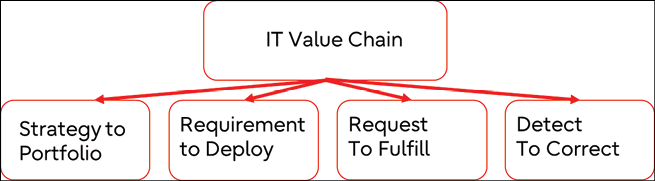 IT Value Chain
Strategy to
Portfolio
Requirement
to Deploy
Request
To Fulfill
Detect
To Correct